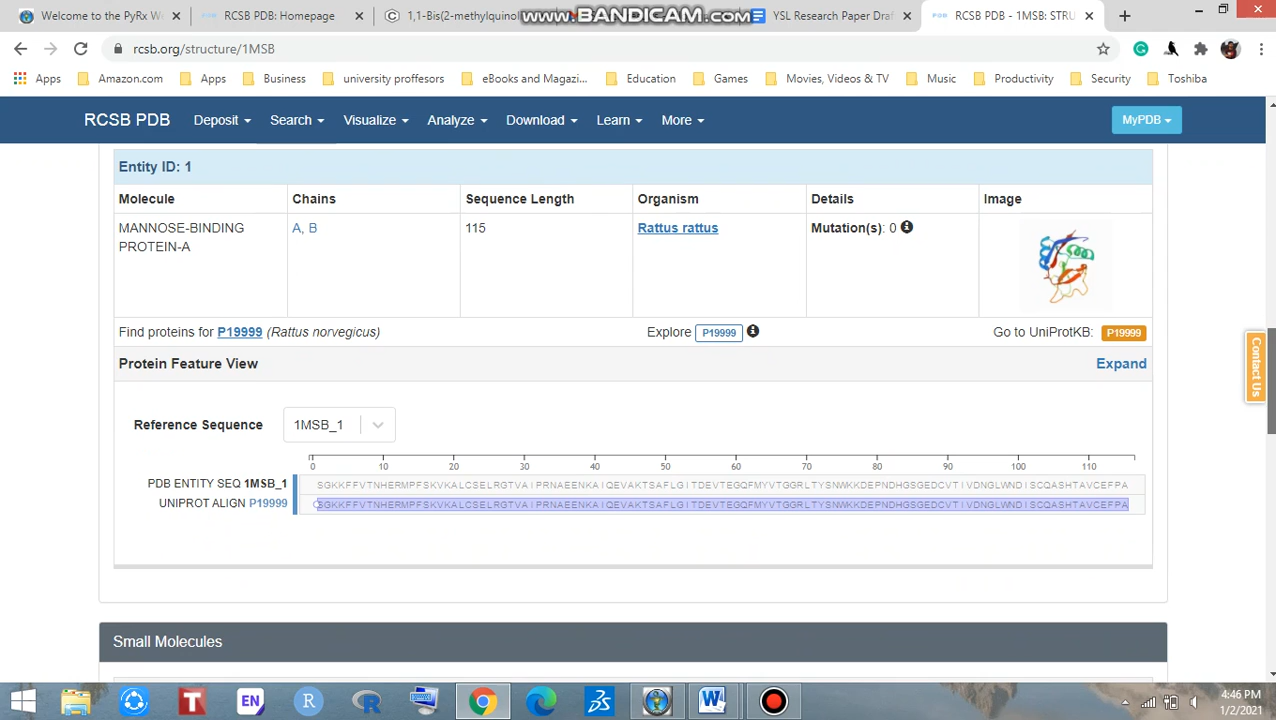 Welcome to the PyRx We
RCSB PDB: Homepage
1,1-Bis(2-methylquinol
www.BANDICAM.com
YSL Research Paper Draf
RCSB PDB - 1MSB: STRU
rcsb.org/structure/1MSB
Apps
Amazon.com
Apps
Business
university proffesors
eBooks and Magazi...
Education
Games
Movies, Videos & TV
Music
Productivity
Security
Toshiba
RCSB PDB Deposit Search Visualize Analyze Download Learn More MyPDB
Entity ID: 1
Molecule Chains Sequence Length Organism Details Image
MANNOSE-BINDING PROTEIN-A
A, B
115
Rattus rattus
Mutation(s): 0
Find proteins for P19999 (Rattus norvegicus) Explore P19999 Go to UniProtKB: P19999
Protein Feature View Expand
Reference Sequence 1MSB_1
0 10 20 30 40 50 60 70 80 90 100 110
PDB ENTITY SEQ 1MSB_1 SGKKFFVTNHERMPFSKVKALCSELRGTVAIPRNAEENKAIQEVAKTSAFLGITDEVTEGQFMYVTGGRLTYSNWKKDEPNDHGSGEDCVTIVDNGLWNDISCQASHTAVCEFPA
UNIPROT ALIGN P19999 SGKKFFVTNHERMPFSKVKALCSELRGTVAIPRNAEENKAIQEVAKTSAFLGITDEVTEGQFMYVTGGRLTYSNWKKDEPNDHGSGEDCVTIVDNGLWNDISCQASHTAVCEFPA
Contact Us
Small Molecules
EN
4:46 PM
1/2/2021